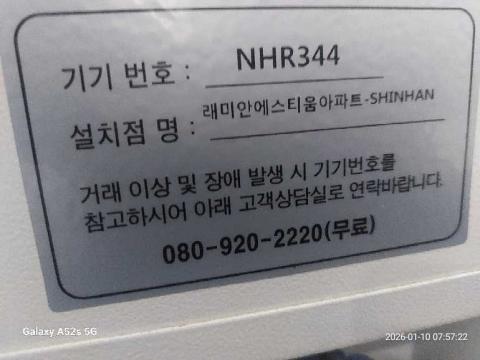 기기 번호 : NHR344
설치점 명 : 래미안에스티움아파트-SHINHAN
거래 이상 및 장애 발생 시 기기번호를
참고하시어 아래 고객상담실로 연락바랍니다.
080-920-2220(무료)
Galaxy A52s 5G
2026-01-10 07:57:22